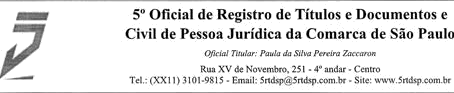 5º Oficial de Registro de Títulos e Documentos e
Civil de Pessoa Jurídica da Comarca de São Paulo
Oficial Titular: Paula da Silva Pereira Zaccaron
Rua XV de Novembro, 251 - 4º andar - Centro
Tel.: (XX11) 3101-9815 - Email: 5rtdsp@5rtdsp.com.br - Site: www.5rtdsp.com.br